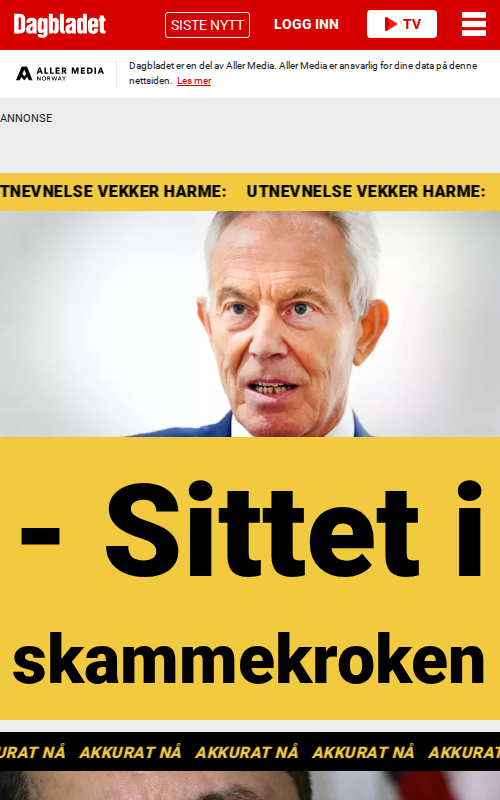 Dagbladet
SISTE NYTT
LOGG INN
TV
ALLER MEDIA
NORWAY
Dagbladet er en del av Aller Media. Aller Media er ansvarlig for dine data på denne
nettsiden. Les mer
ANNONSE
TNEVNELSE VEKKER HARME: UTNEVNELSE VEKKER HARME:
- Sittet i
skammekroken
URAT NÅ AKKURAT NÅ AKKURAT NÅ AKKURAT NÅ AKKURAT